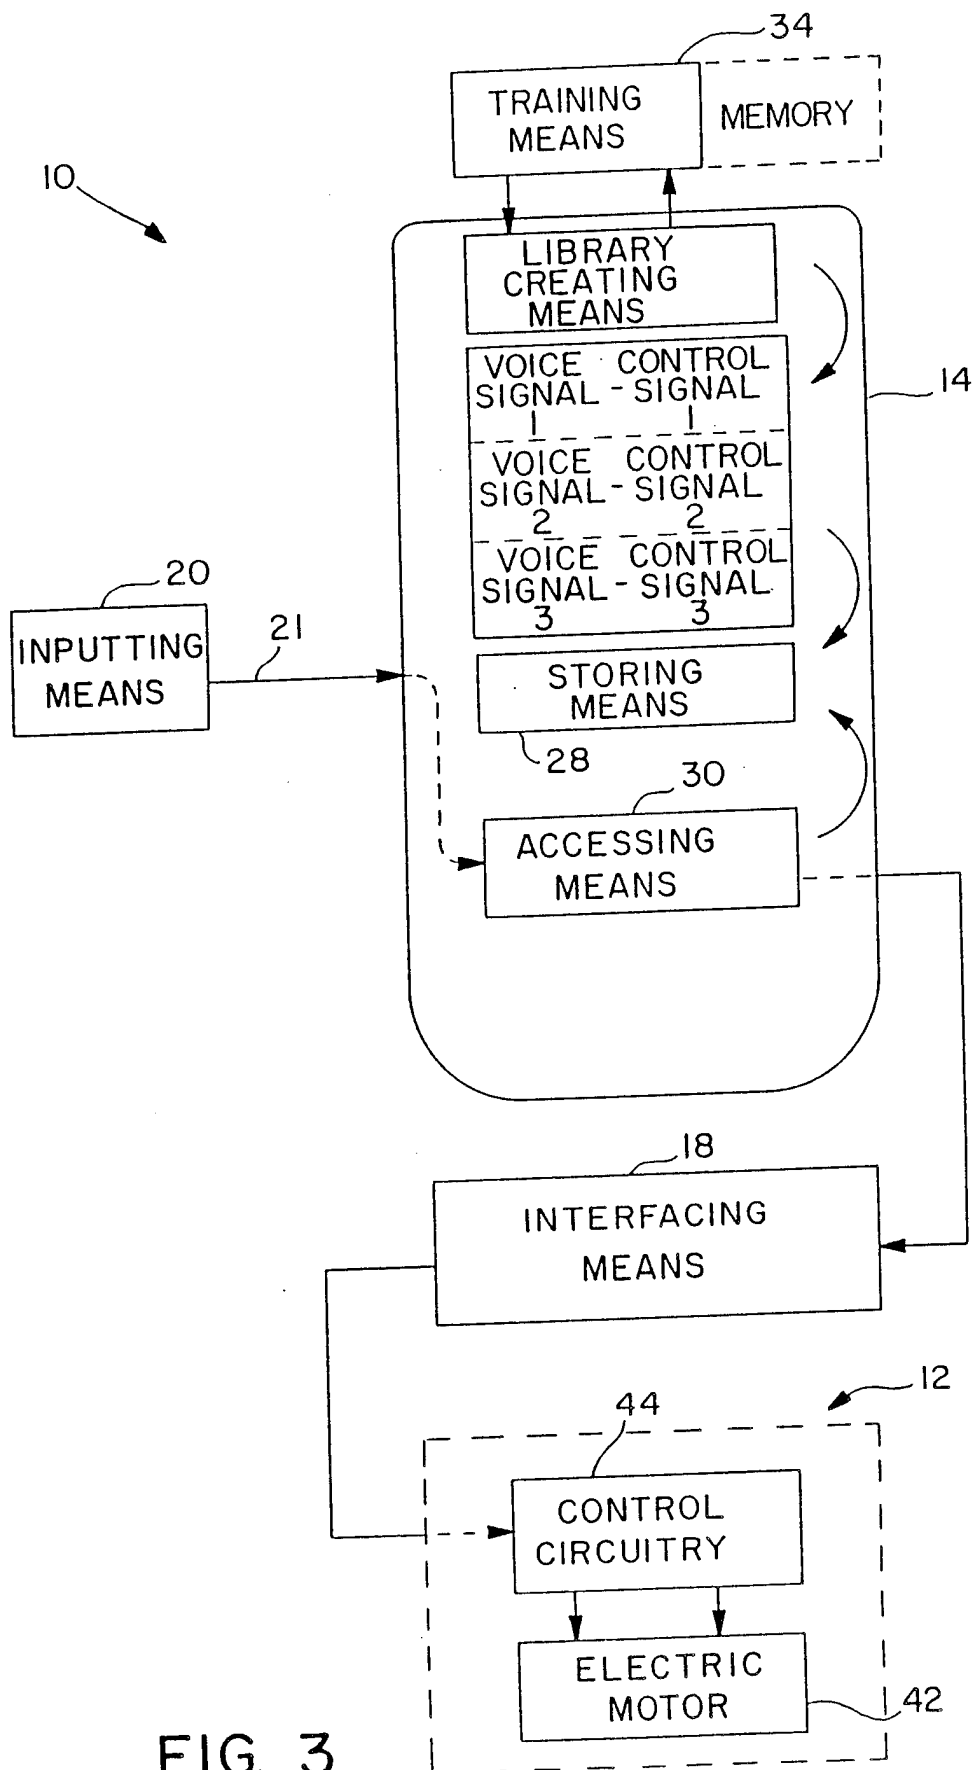 34
TRAINING
MEANS
MEMORY
10
LIBRARY
CREATING
MEANS
VOICE CONTROL
SIGNAL - SIGNAL
1 1
14
VOICE CONTROL
SIGNAL - SIGNAL
2 2
VOICE CONTROL
SIGNAL - SIGNAL
3 3
20
INPUTTING
MEANS
21
STORING
MEANS
28
30
ACCESSING
MEANS
18
INTERFACING
MEANS
12
44
CONTROL
CIRCUITRY
ELECTRIC
MOTOR
42
FIG. 3